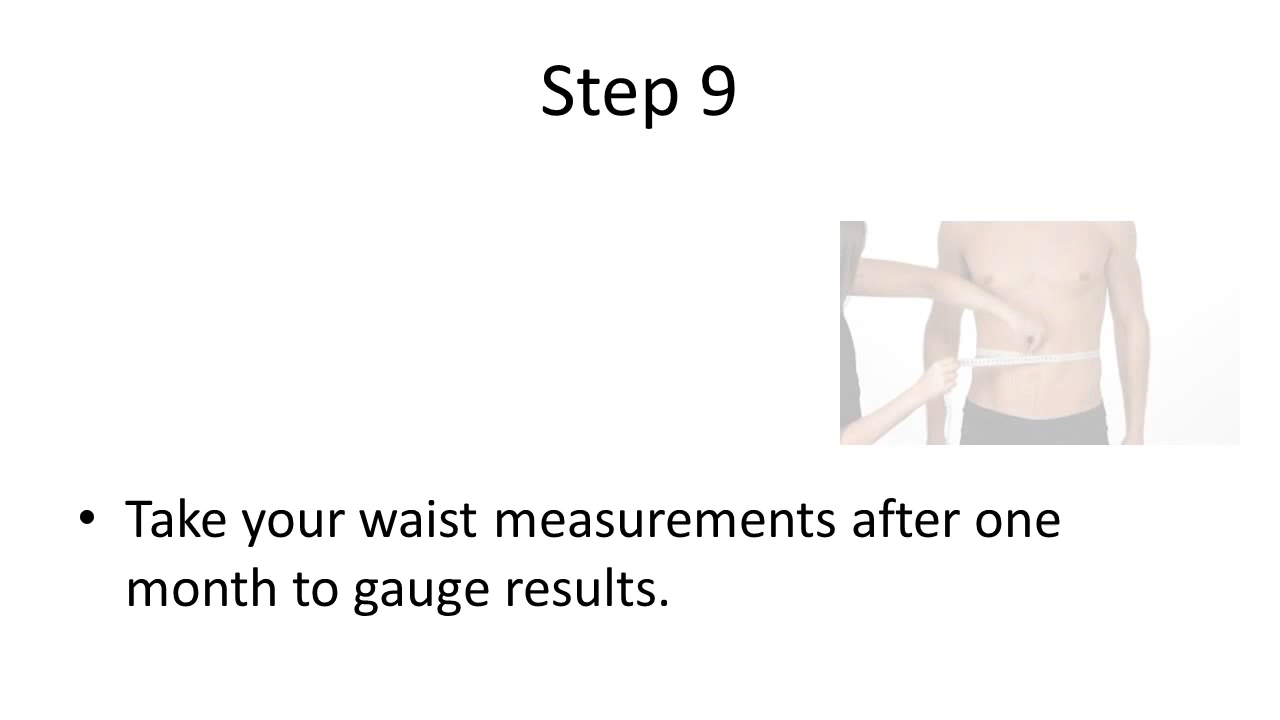 Step 9
• Take your waist measurements after one
month to gauge results.